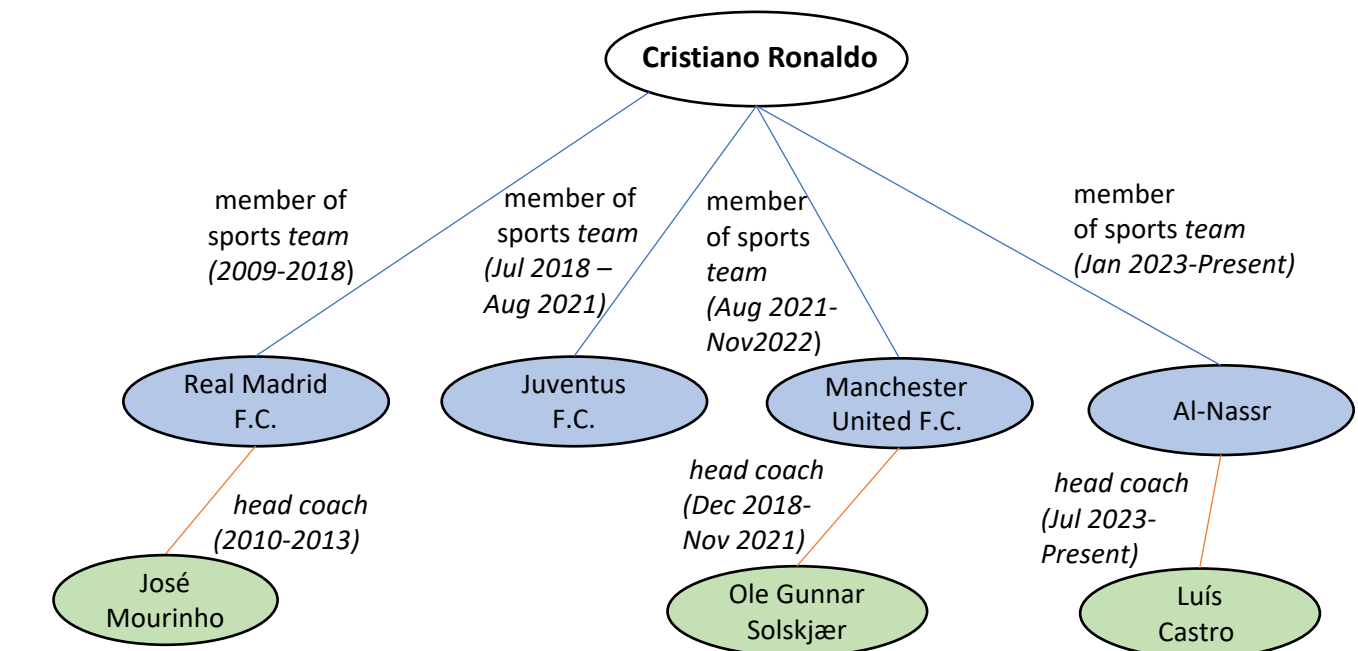 Cristiano Ronaldo
member of
sports team
(2009-2018)
member of
sports team
(Jul 2018 –
Aug 2021)
member
of sports
team
(Aug 2021-
Nov2022)
member
of sports team
(Jan 2023-Present)
Real Madrid
F.C.
Juventus
F.C.
Manchester
United F.C.
Al-Nassr
head coach
(2010-2013)
head coach
(Dec 2018-
Nov 2021)
head coach
(Jul 2023-
Present)
José
Mourinho
Ole Gunnar
Solskjær
Luís
Castro